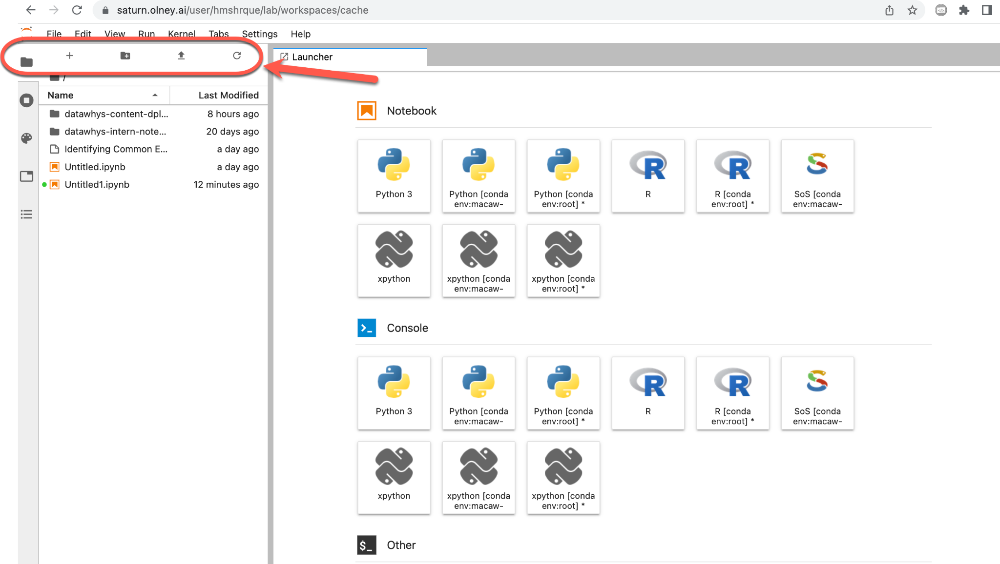 saturn.olney.ai/user/hmshrque/lab/workspaces/cache
File Edit View Run Kernel Tabs Settings Help
Launcher
/
Name Last Modified
datawhys-content-dpl... 8 hours ago
datawhys-intern-note... 20 days ago
Identifying Common E... a day ago
Untitled.ipynb a day ago
Untitled1.ipynb 12 minutes ago
Notebook
Python 3
Python [conda
env:macaw-
Python [conda
env:root] *
R
R [conda
env:root] *
SoS [conda
env:macaw-
xpython
xpython [conda
env:macaw-
xpython [conda
env:root] *
Console
Python 3
Python [conda
env:macaw-
Python [conda
env:root] *
R
R [conda
env:root] *
SoS [conda
env:macaw-
xpython
xpython [conda
env:macaw-
xpython [conda
env:root] *
$_ Other